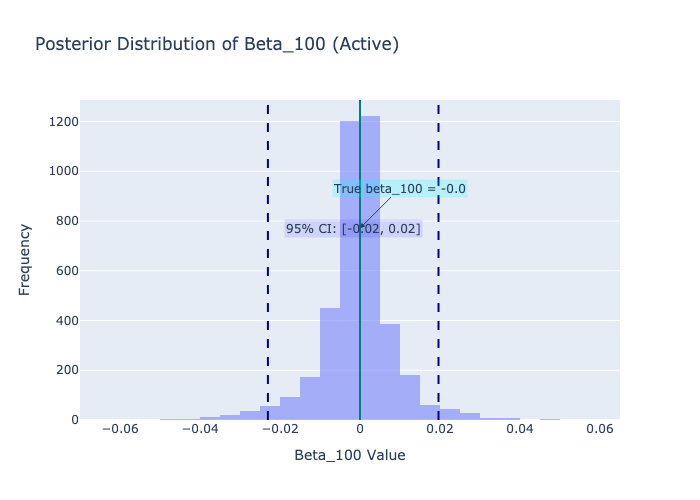 Posterior Distribution of Beta_100 (Active)
1200
1000
800
600
400
200
0
Frequency
True beta_100 = -0.0
95% CI: [-0.02, 0.02]
−0.06
−0.04
−0.02
0
0.02
0.04
0.06
Beta_100 Value